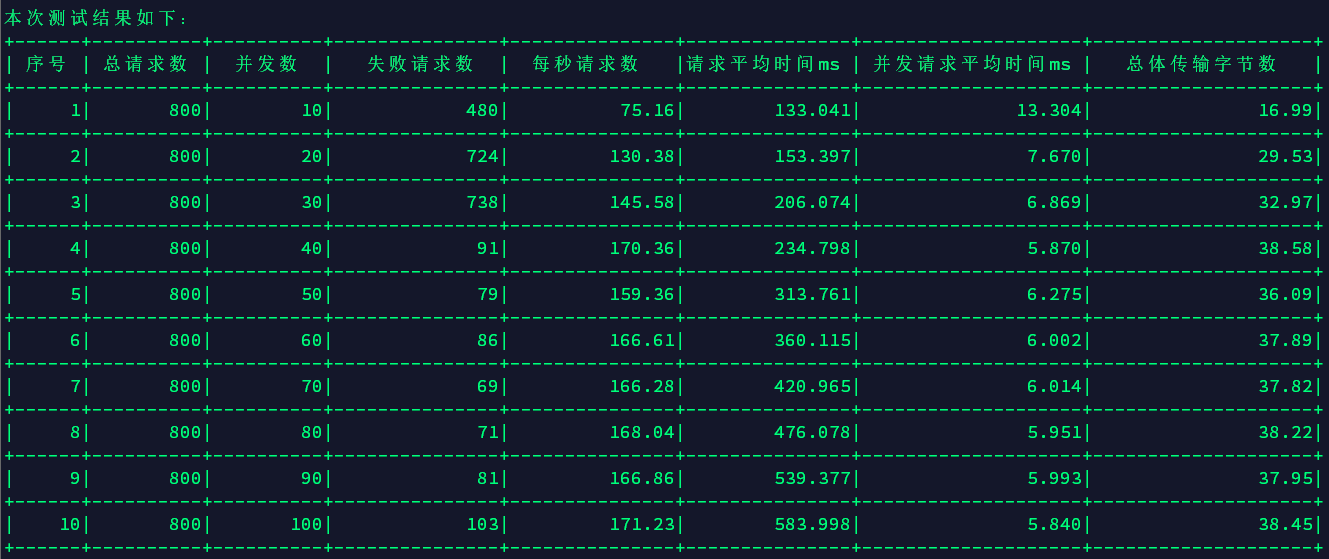 本次测试结果如下:
序号 总请求数 并发数 失败请求数 每秒请求数 请求平均时间ms 并发请求平均时间ms 总体传输字节数
1 800 10 480 75.16 133.041 13.304 16.99
2 800 20 724 130.38 153.397 7.670 29.53
3 800 30 738 145.58 206.074 6.869 32.97
4 800 40 91 170.36 234.798 5.870 38.58
5 800 50 79 159.36 313.761 6.275 36.09
6 800 60 86 166.61 360.115 6.002 37.89
7 800 70 69 166.28 420.965 6.014 37.82
8 800 80 71 168.04 476.078 5.951 38.22
9 800 90 81 166.86 539.377 5.993 37.95
10 800 100 103 171.23 583.998 5.840 38.45